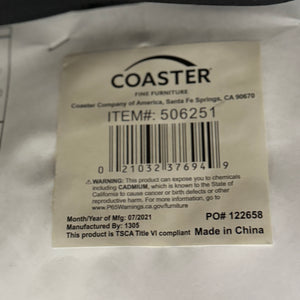 COASTER
FINE FURNITURE
Coaster Company of America, Santa Fe Springs, CA 90670
ITEM#: 506251
0 21032 37694 9
⚠WARNING: This product can expose you to chemicals
including CADMIUM, which is known to the State of
California to cause cancer or birth defects or other
reproductive harm. For more information, go to
www.P65Warnings.ca.gov/furniture
Month/Year of Mfg: 07/2021 PO# 122658
Manufactured By: 1305
This product is TSCA Title VI compliant Made in China